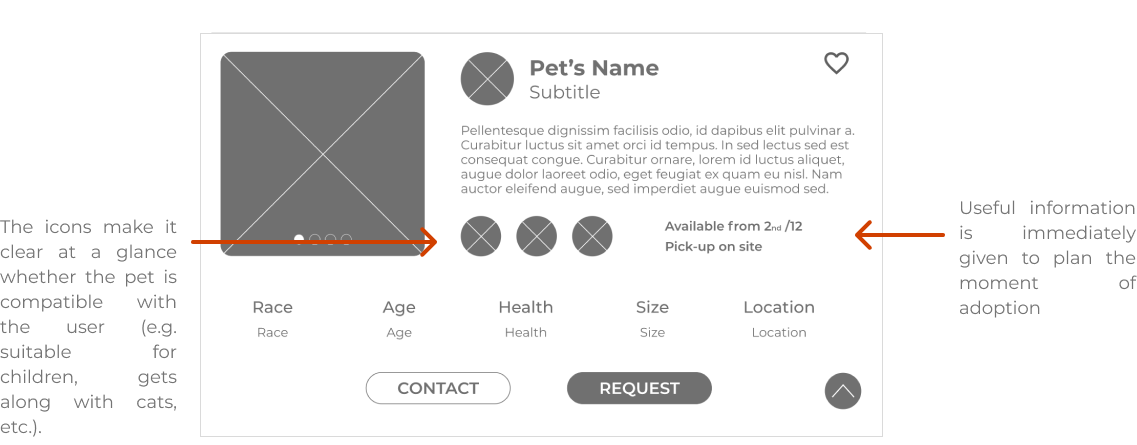 Pet's Name
Subtitle
Pellentesque dignissim facilisis odio, id dapibus elit pulvinar a.
Curabitur luctus sit amet orci id tempus. In sed lectus sed est
consequat congue. Curabitur ornare, lorem id luctus aliquet,
augue dolor laoreet odio, eget feugiat ex quam eu nisl. Nam
auctor eleifend augue, sed imperdiet augue euismod sed.
The icons make it
clear at a glance
whether the pet is
compatible with
the user (e.g.
suitable for
children, gets
along with cats,
etc.).
Available from 2nd /12
Pick-up on site
Useful information
is immediately
given to plan the
moment of
adoption
Race Age Health Size Location
Race Age Health Size Location
CONTACT REQUEST